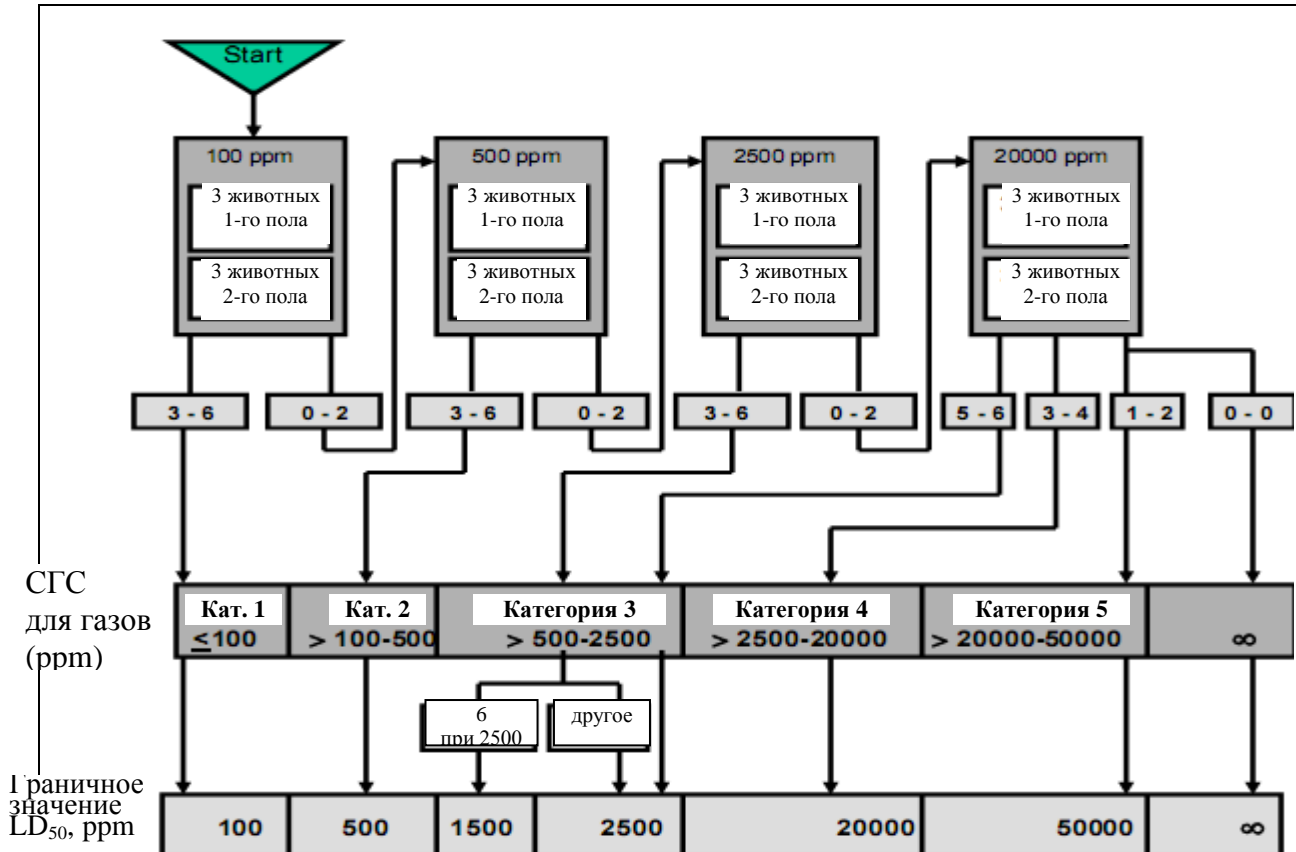 Start
100 ppm
3 животных
1-го пола
3 животных
2-го пола
500 ppm
3 животных
1-го пола
3 животных
2-го пола
2500 ppm
3 животных
1-го пола
3 животных
2-го пола
20000 ppm
3 животных
1-го пола
3 животных
2-го пола
3 - 6
0 - 2
3 - 6
0 - 2
3 - 6
0 - 2
5 - 6
3 - 4
1 - 2
0 - 0
СГС
для газов
(ppm)
Кат. 1
≤100
Кат. 2
> 100-500
Категория 3
> 500-2500
Категория 4
> 2500-20000
Категория 5
> 20000-50000
∞
6
при 2500
другое
Граничное
значение
LD₅₀, ppm
100
500
1500
2500
20000
50000
∞